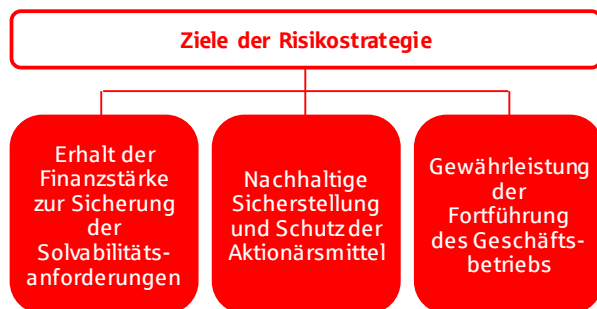 Ziele der Risikostrategie
Erhalt der
Finanzstärke
zur Sicherung
der
Solvabilitäts-
anforderungen
Nachhaltige
Sicherstellung
und Schutz der
Aktionärsmittel
Gewährleistung
der
Fortführung
des Geschäfts-
betriebs